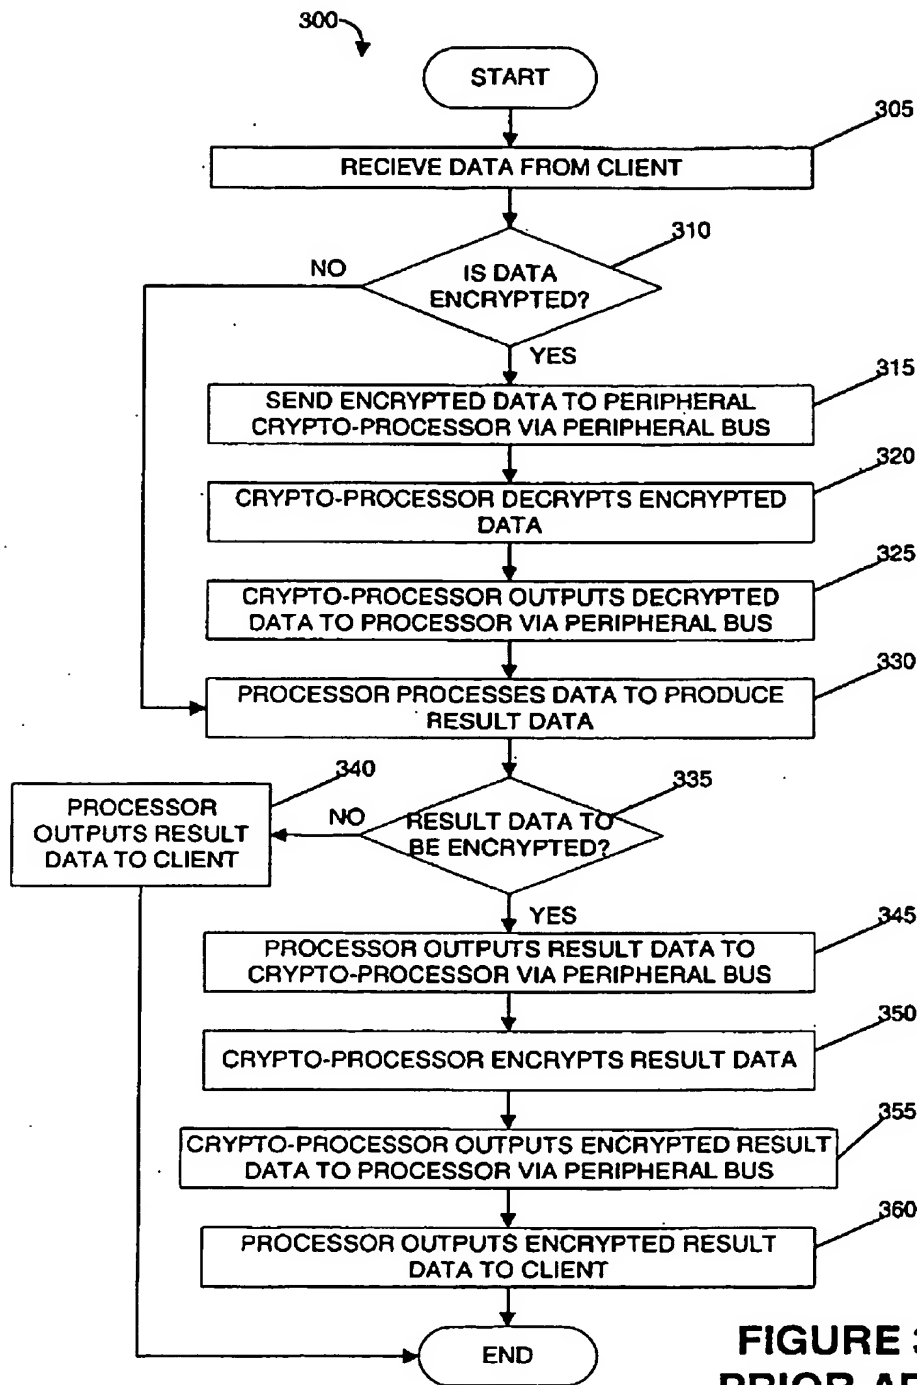 300
START
305
RECIEVE DATA FROM CLIENT
310
NO
IS DATA
ENCRYPTED?
YES
315
SEND ENCRYPTED DATA TO PERIPHERAL
CRYPTO-PROCESSOR VIA PERIPHERAL BUS
320
CRYPTO-PROCESSOR DECRYPTS ENCRYPTED
DATA
325
CRYPTO-PROCESSOR OUTPUTS DECRYPTED
DATA TO PROCESSOR VIA PERIPHERAL BUS
330
PROCESSOR PROCESSES DATA TO PRODUCE
RESULT DATA
340
PROCESSOR
OUTPUTS RESULT
DATA TO CLIENT
335
NO
RESULT DATA TO
BE ENCRYPTED?
YES
345
PROCESSOR OUTPUTS RESULT DATA TO
CRYPTO-PROCESSOR VIA PERIPHERAL BUS
350
CRYPTO-PROCESSOR ENCRYPTS RESULT DATA
355
CRYPTO-PROCESSOR OUTPUTS ENCRYPTED RESULT
DATA TO PROCESSOR VIA PERIPHERAL BUS
360
PROCESSOR OUTPUTS ENCRYPTED RESULT
DATA TO CLIENT
END
FIGURE 3
PRIOR